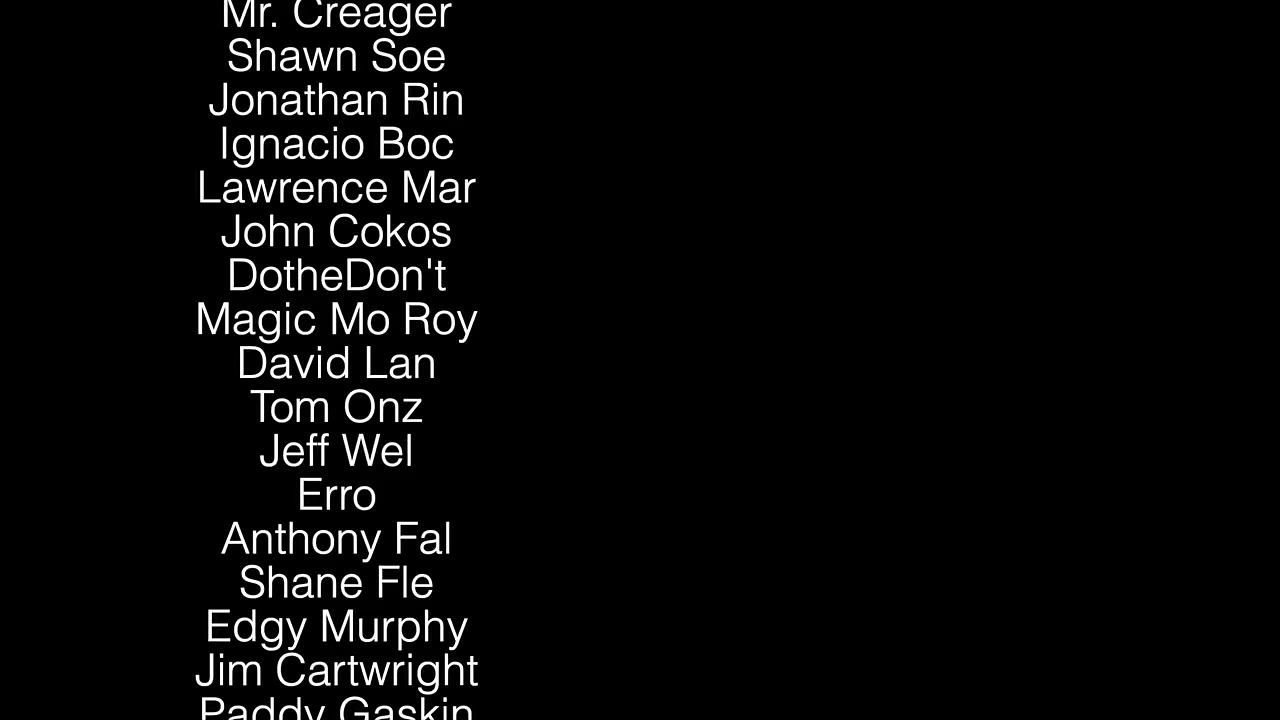 Mr. Creager
Shawn Soe
Jonathan Rin
Ignacio Boc
Lawrence Mar
John Cokos
DotheDon't
Magic Mo Roy
David Lan
Tom Onz
Jeff Wel
Erro
Anthony Fal
Shane Fle
Edgy Murphy
Jim Cartwright
Paddy Gaskin